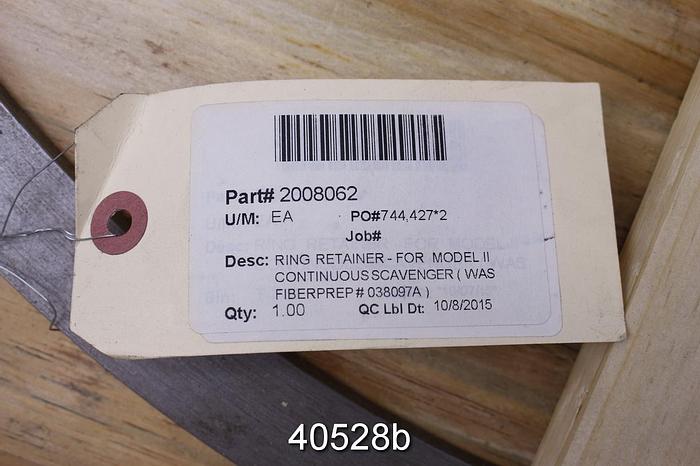 Part# 2008062
U/M: EA PO#744,427*2
Job#
Desc: RING RETAINER - FOR MODEL II
CONTINUOUS SCAVENGER ( WAS
FIBERPREP # 038097A )
Qty: 1.00 QC Lbl Dt: 10/8/2015
40528b